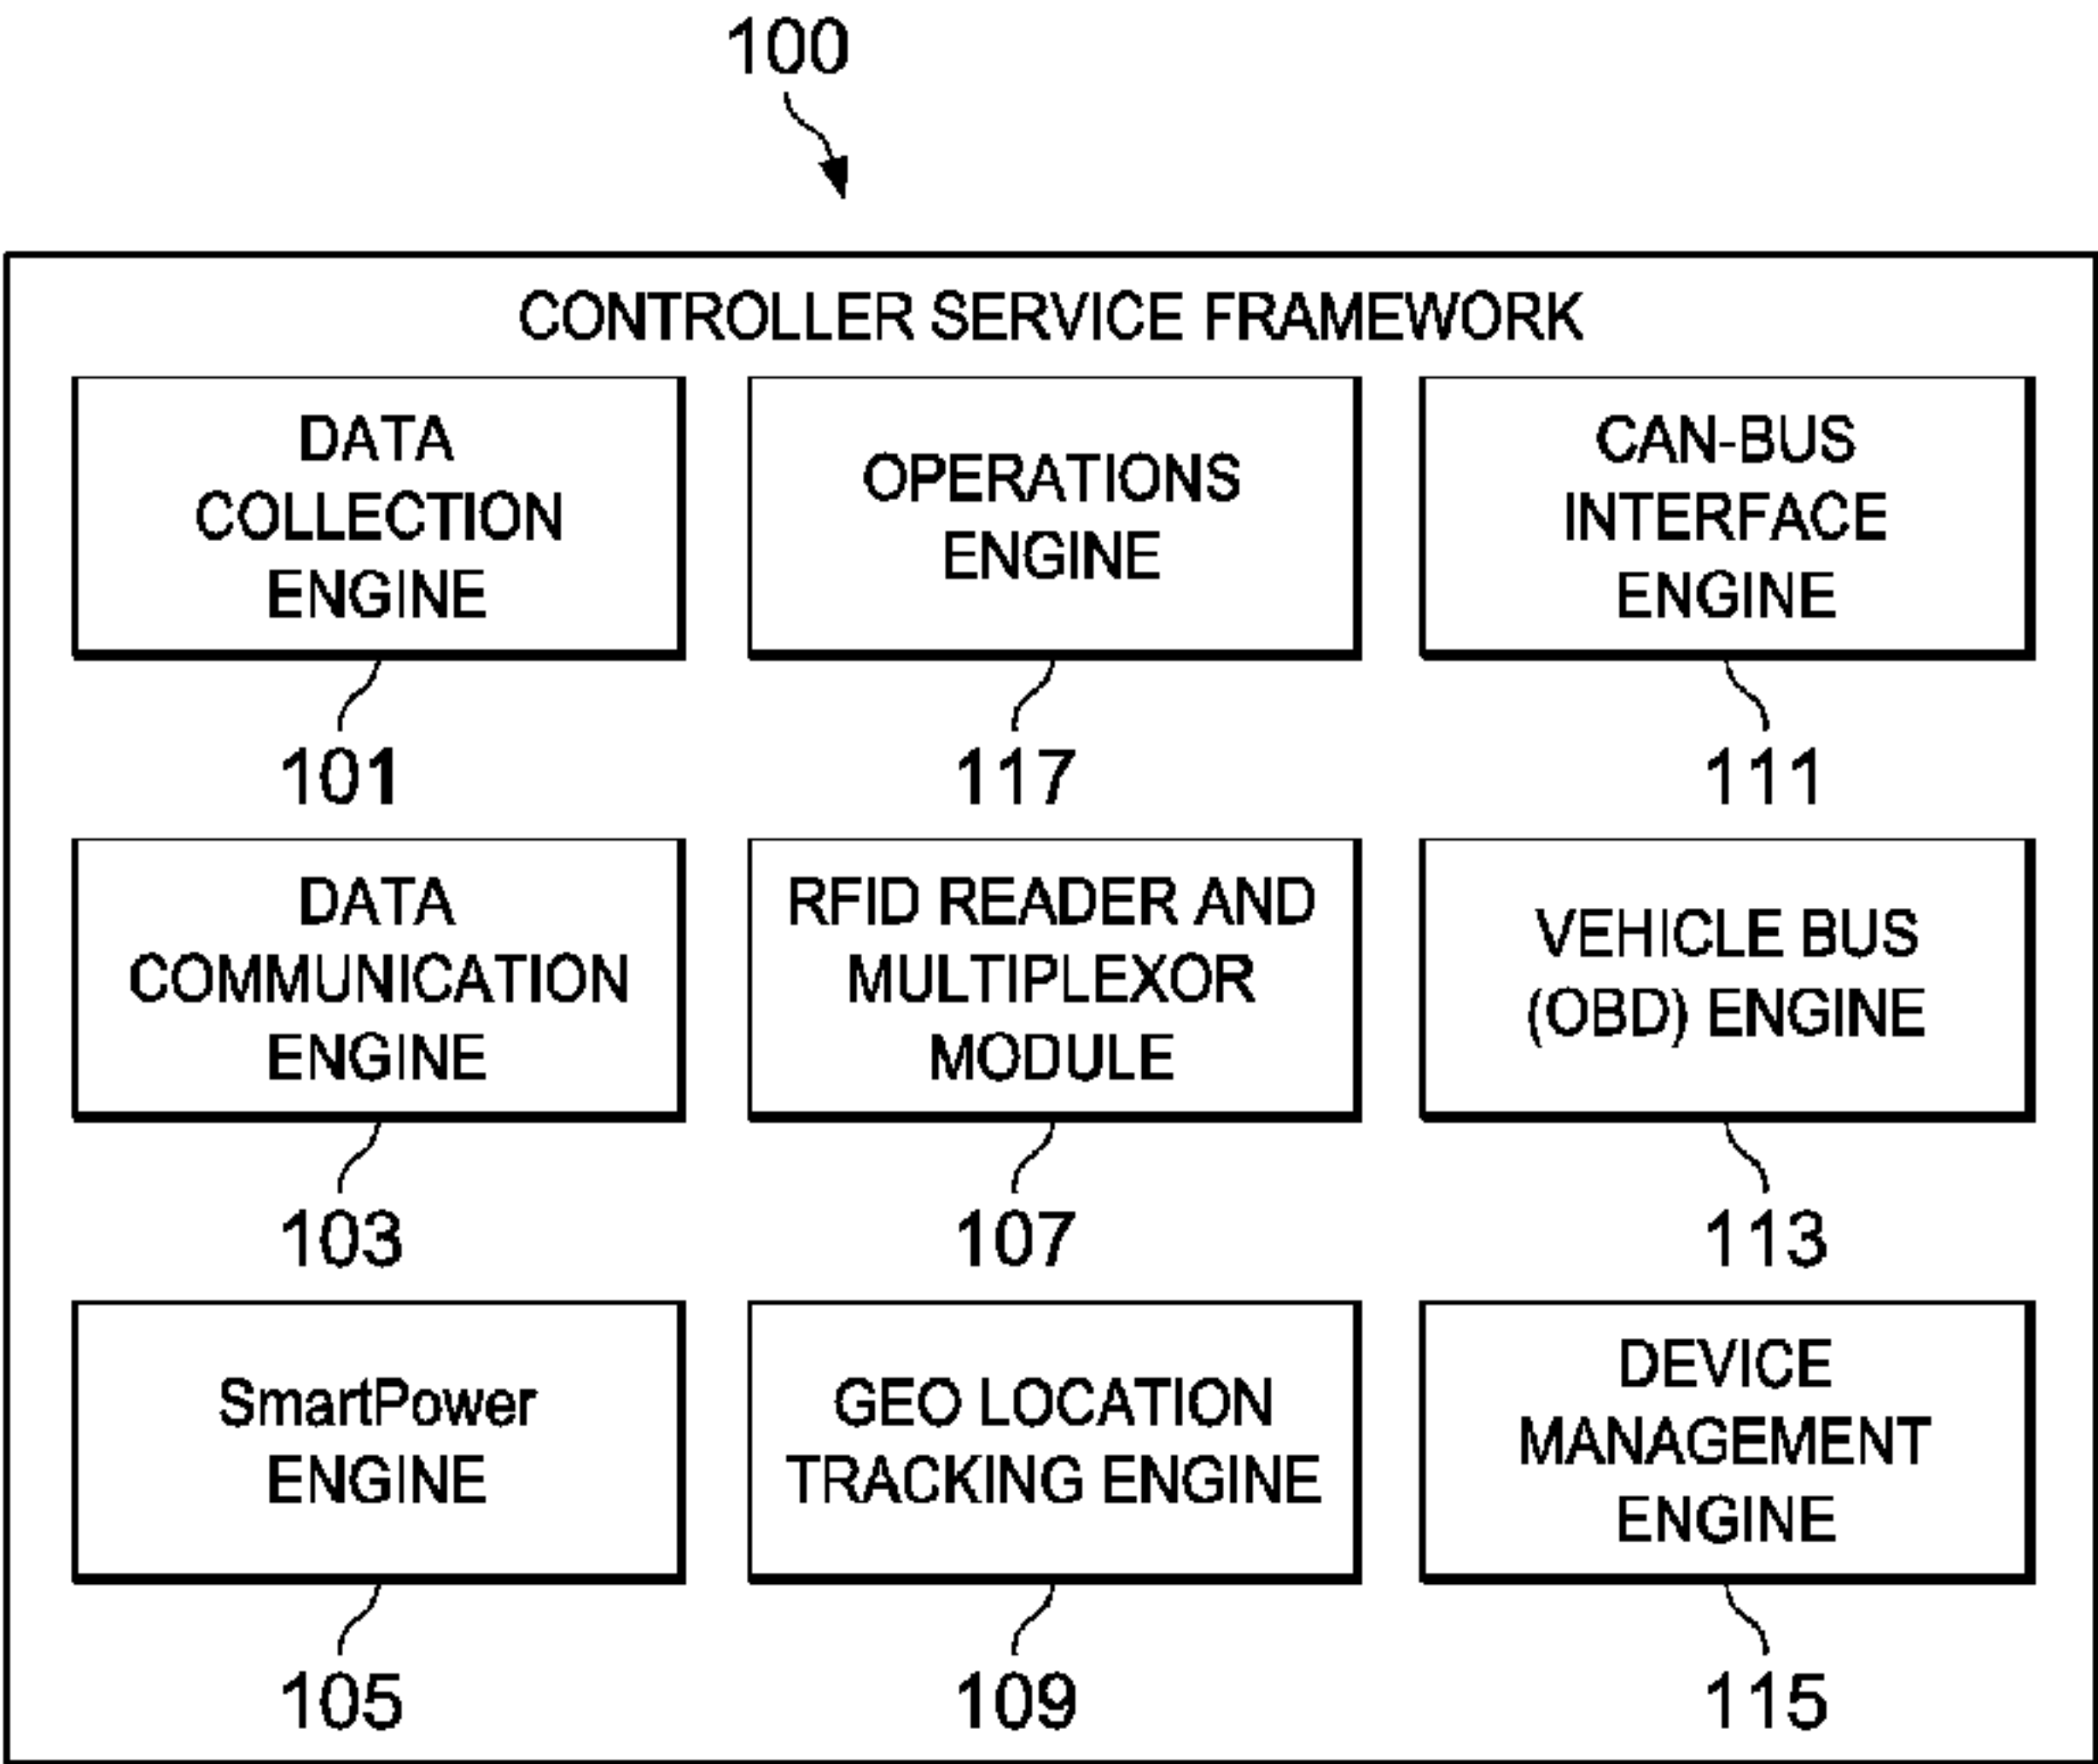 100
CONTROLLER SERVICE FRAMEWORK
DATA
COLLECTION
ENGINE
101
OPERATIONS
ENGINE
117
CAN-BUS
INTERFACE
ENGINE
111
DATA
COMMUNICATION
ENGINE
103
RFID READER AND
MULTIPLEXOR
MODULE
107
VEHICLE BUS
(OBD) ENGINE
113
SmartPower
ENGINE
105
GEO LOCATION
TRACKING ENGINE
109
DEVICE
MANAGEMENT
ENGINE
115